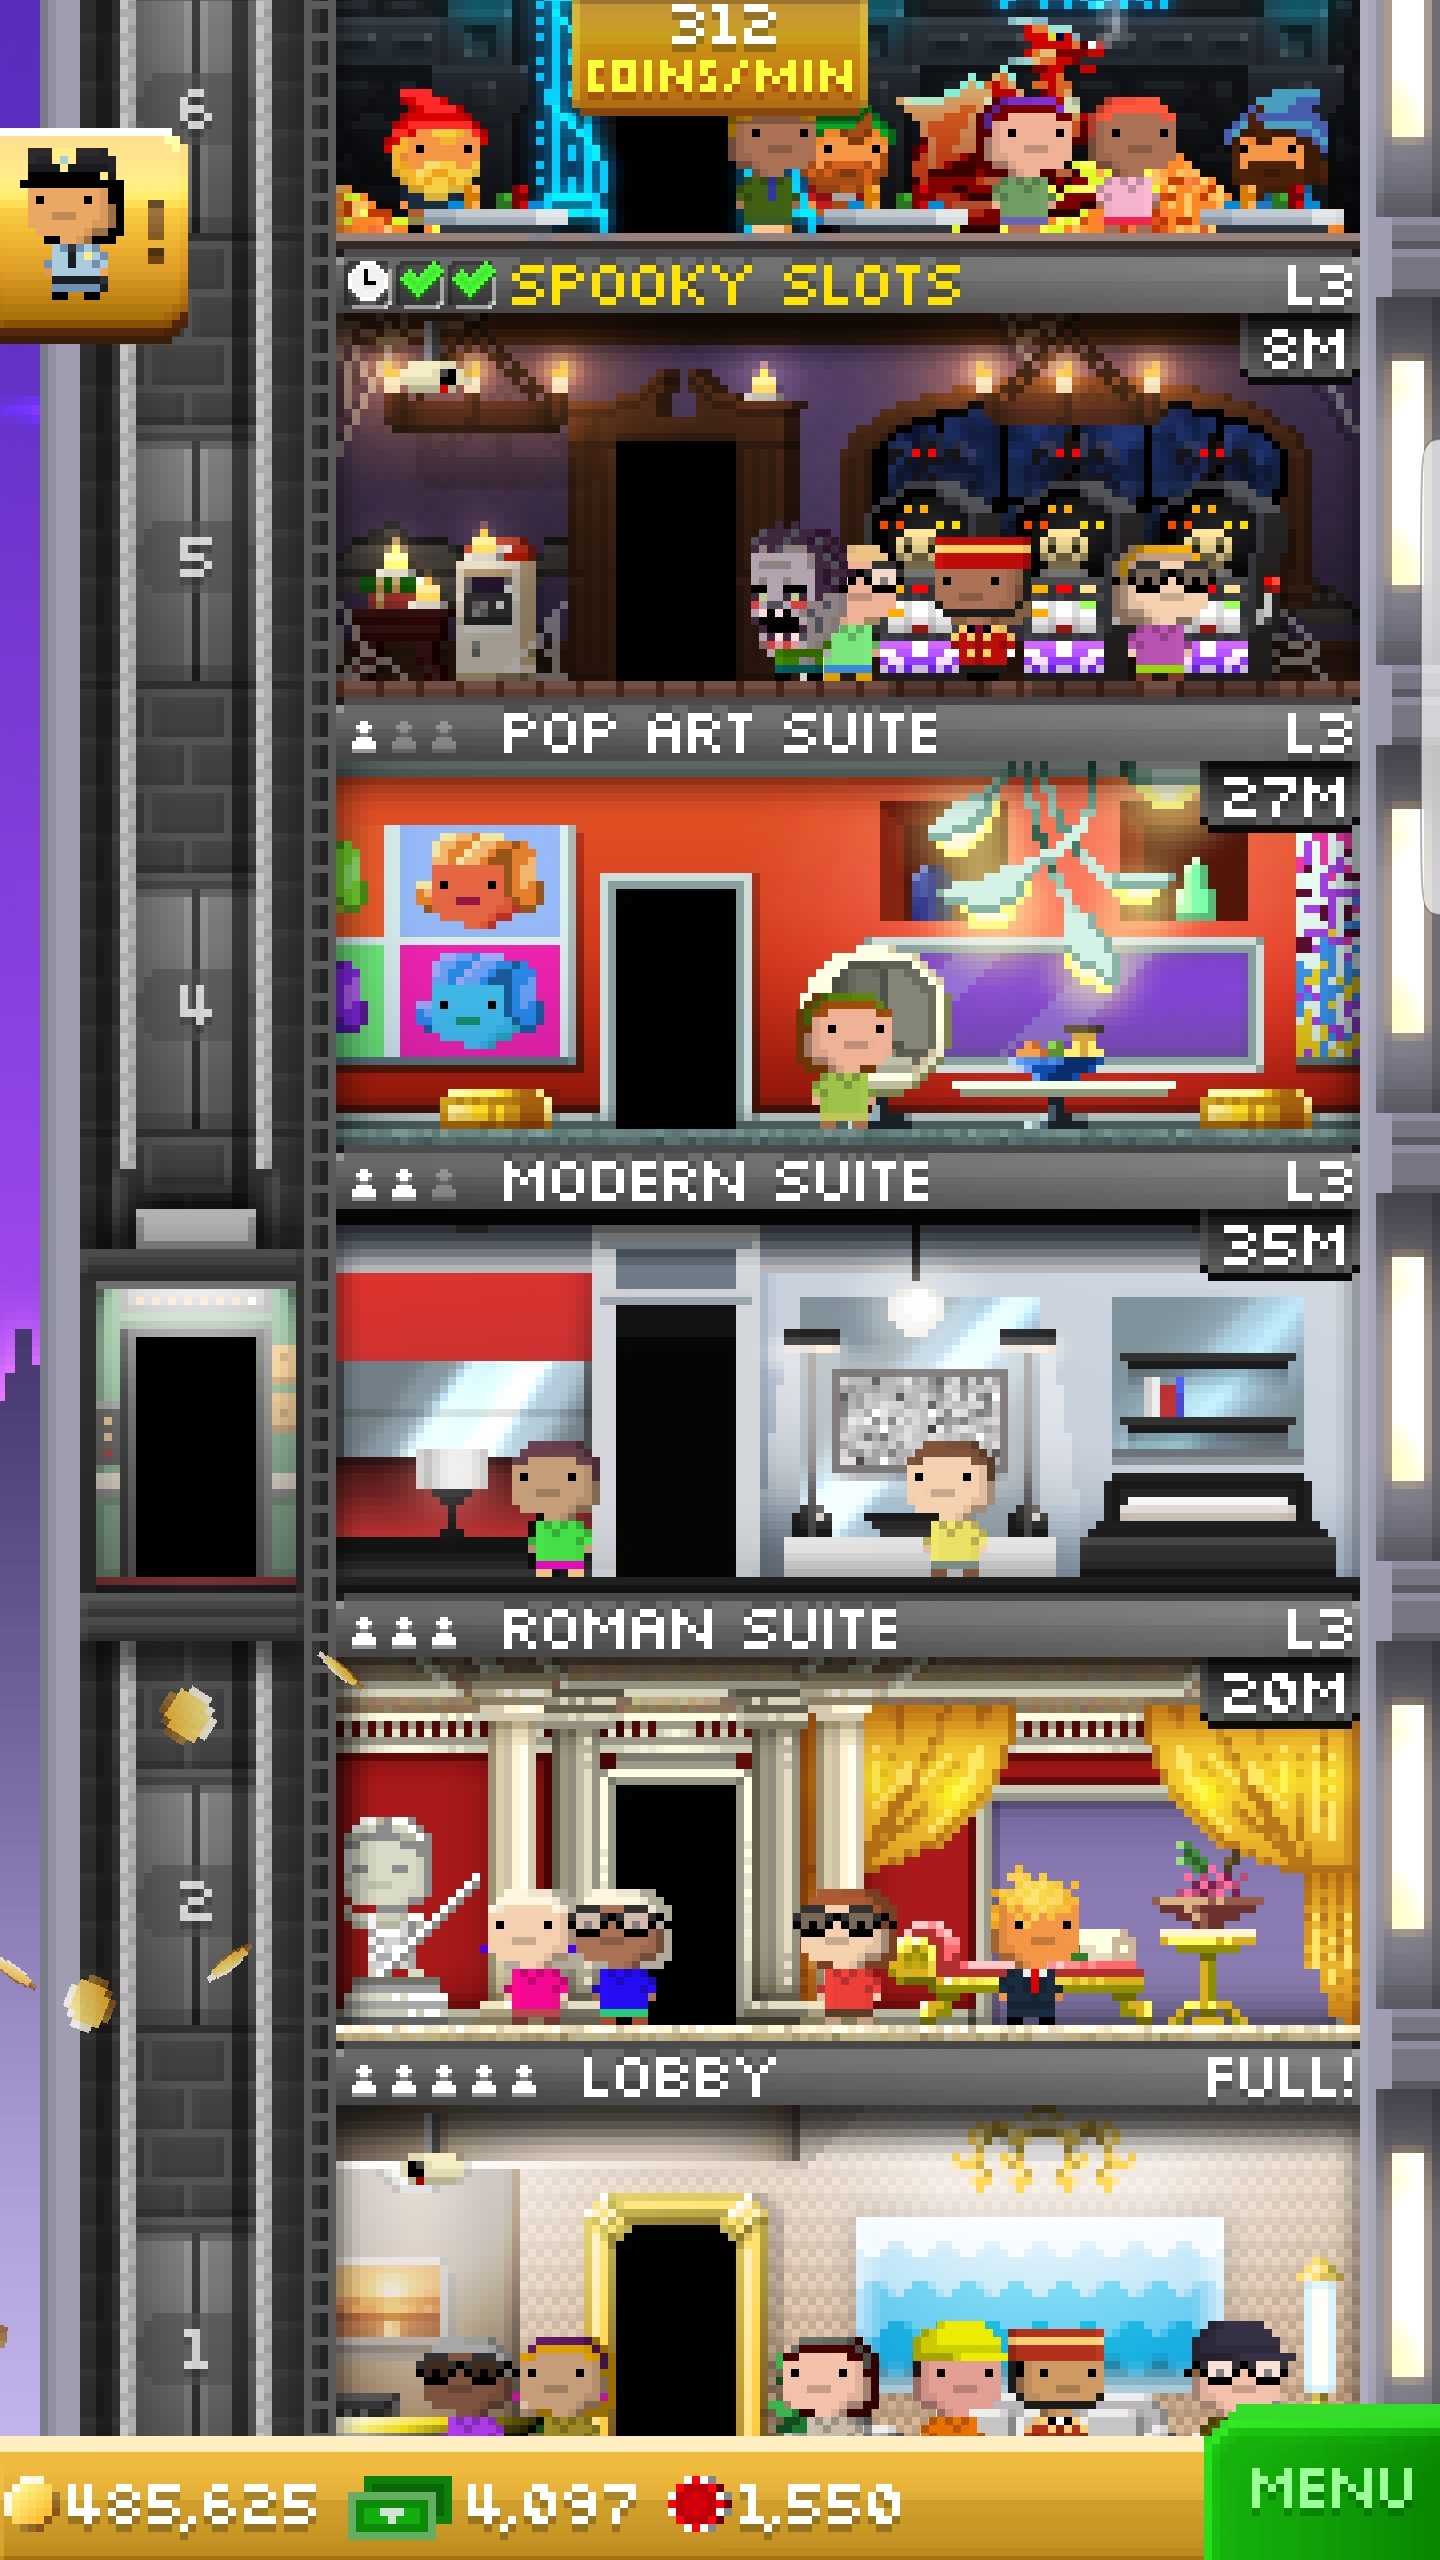 312
COINS/MIN
6
!
SPOOKY SLOTS L3
8M
5
POP ART SUITE L3
27M
4
MODERN SUITE L3
35M
ROMAN SUITE L3
20M
2
LOBBY FULL!
1
485,625 4,097 1,550 MENU